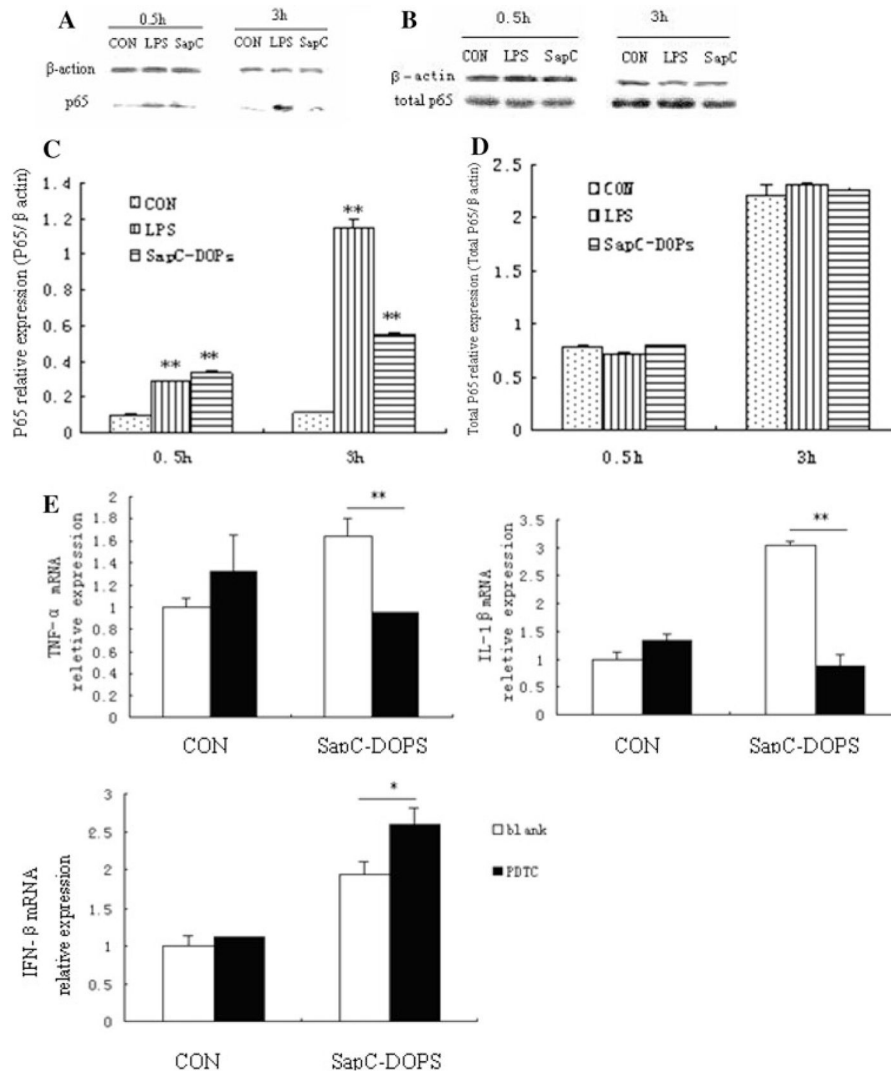 A
0.5h 3h
CON LPS SapC CON LPS SapC
β-action
p65
B
0.5h 3h
CON LPS SapC CON LPS SapC
β-actin
total p65
C
P65 relative expression (P65/β actin)
1.4
1.2
1
0.8
0.6
0.4
0.2
0
CON
LPS
SapC-DOPs
** ** ** **
0.5h 3h
D
Total P65 relative expression (Total P65/β actin)
2.5
2
1.5
1
0.5
0
CON
LPS
SapC-DOPs
0.5h 3h
E
TNF-α mRNA
reletive expression
2
1.8
1.6
1.4
1.2
1
0.8
0.6
0.4
0.2
0
**
CON SapC-DOPS
IL-1β mRNA
reletive expression
3.5
3
2.5
2
1.5
1
0.5
0
**
CON SapC-DOPS
IFN-β mRNA
relative expression
3
2.5
2
1.5
1
0.5
0
*
CON SapC-DOPS
blank
PDTC